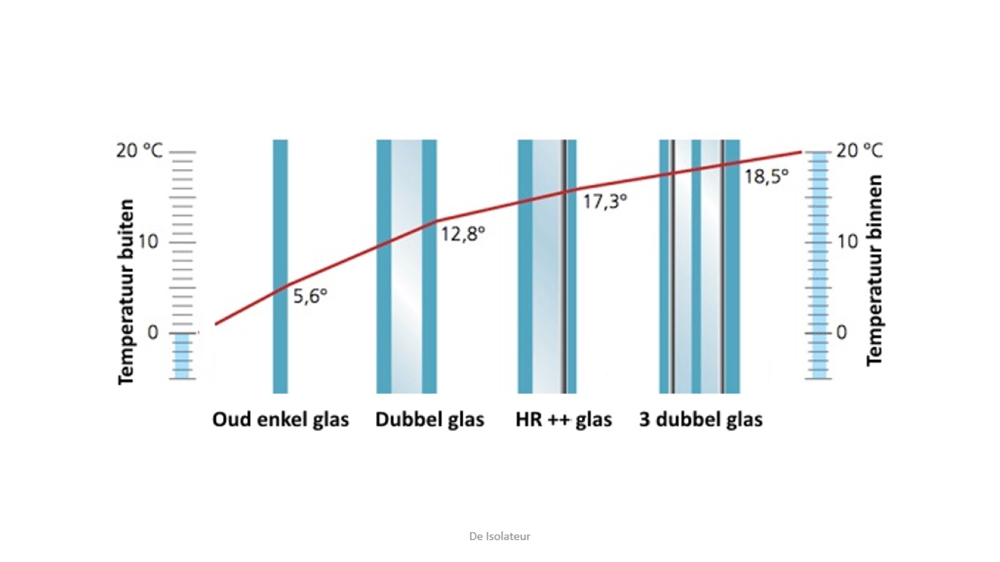 Temperatuur buiten
20 °C
10
0
5,6°
12,8°
17,3°
18,5°
20 °C
10
0
Temperatuur binnen
Oud enkel glas
Dubbel glas
HR ++ glas
3 dubbel glas
De Isolateur